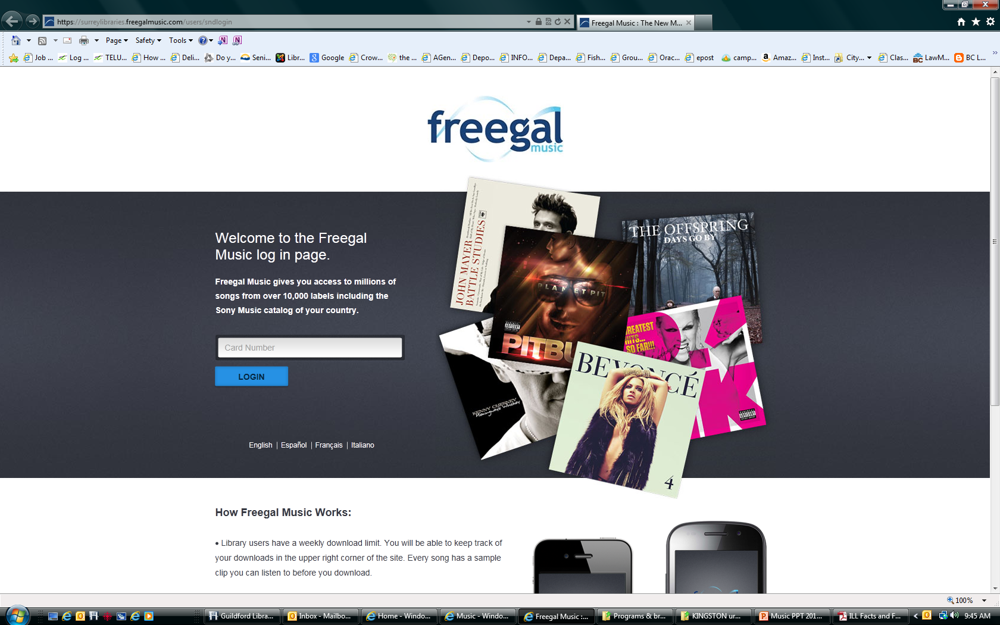 https://surreylibraries.freegalmusic.com/users/sndlogin
Freegal Music : The New M...
Page
Safety
Tools
Job ...
Log ...
TELU...
How ...
Deli...
Do y...
Seni...
Libr...
Google
Crow...
the ...
AGen...
Depo...
INFO...
Depa...
Fish...
Grou...
Orac...
epost
camp...
Amaz...
Inst...
City...
Clas...
LawM...
BC L...
freegal
music
Welcome to the Freegal
Music log in page.
Freegal Music gives you access to millions of
songs from over 10,000 labels including the
Sony Music catalog of your country.
Card Number
LOGIN
English | Español | Français | Italiano
JOHN MAYER
BATTLE STUDIES
THE OFFSPRING
DAYS GO BY
PLANET PIT
PITBU
GREATEST
HITS...
SO FAR!!!
KENNY CHESNEY
Hemingway's Whiskey
BEYONCÉ
4
How Freegal Music Works:
• Library users have a weekly download limit. You will be able to keep track of
your downloads in the upper right corner of the site. Every song has a sample
clip you can listen to before you download.
100%
Guildford Libra...
Inbox - Mailbo...
Home - Windo...
Music - Windo...
Freegal Music :...
Programs & br...
KINGSTON ur...
Music PPT 201...
ILL Facts and F...
9:45 AM